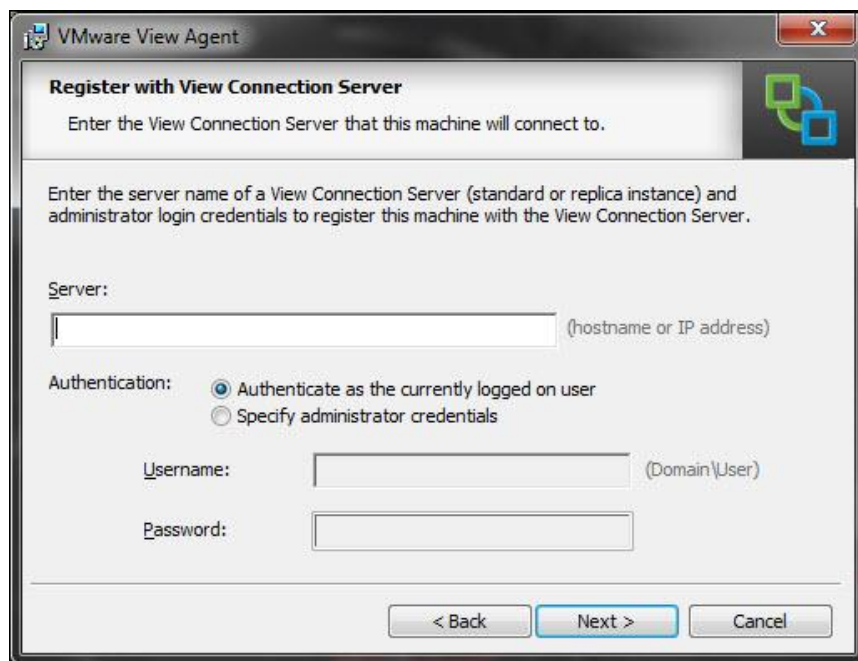 VMware View Agent
Register with View Connection Server
Enter the View Connection Server that this machine will connect to.
Enter the server name of a View Connection Server (standard or replica instance) and
administrator login credentials to register this machine with the View Connection Server.
Server:
(hostname or IP address)
Authentication: Authenticate as the currently logged on user
Specify administrator credentials
Username: (Domain\User)
Password:
< Back Next > Cancel